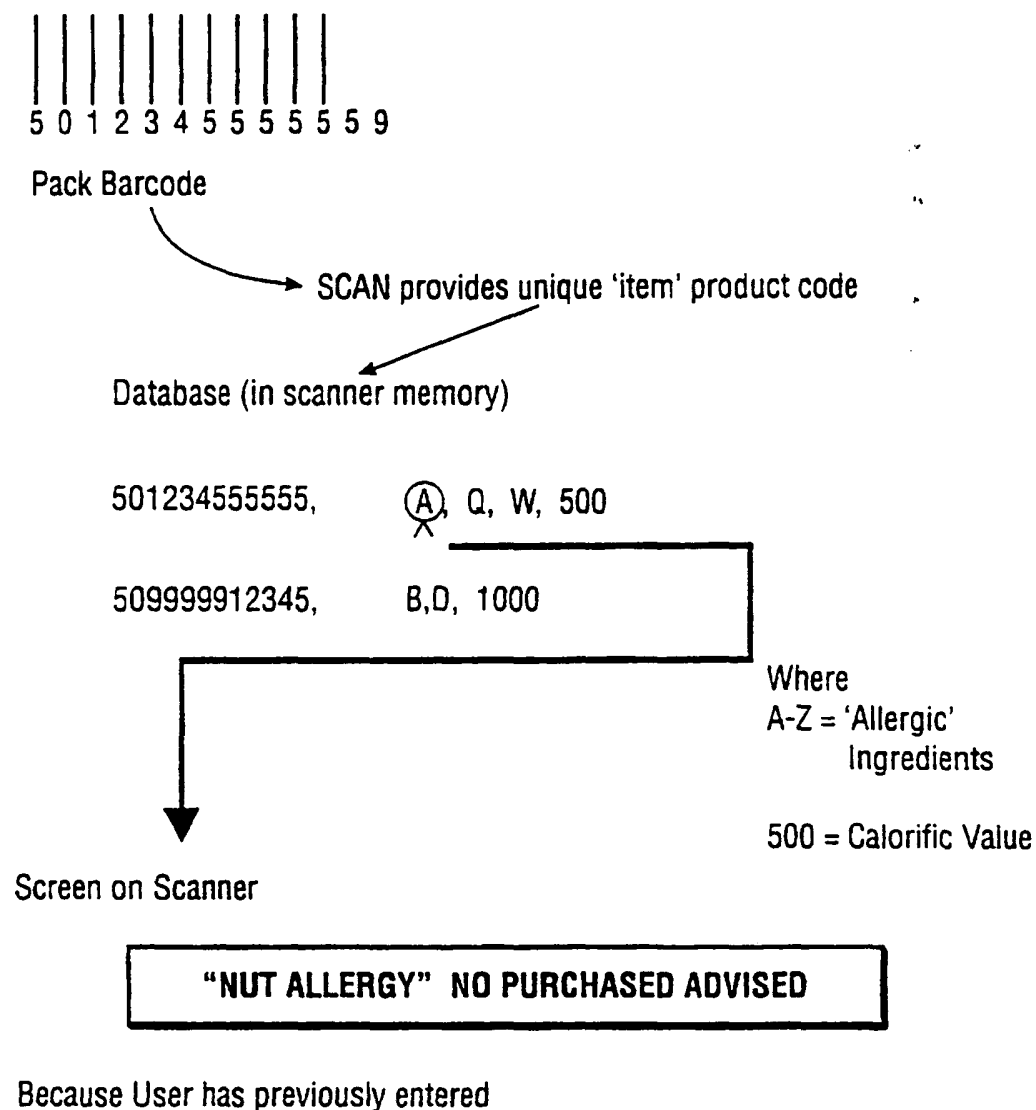 5 0 1 2 3 4 5 5 5 5 5 5 9
Pack Barcode
SCAN provides unique ‘item’ product code
Database (in scanner memory)
501234555555, A, Q, W, 500
509999912345, B,D, 1000
Where
A-Z = ‘Allergic’
Ingredients
500 = Calorific Value
Screen on Scanner
“NUT ALLERGY” NO PURCHASED ADVISED
Because User has previously entered